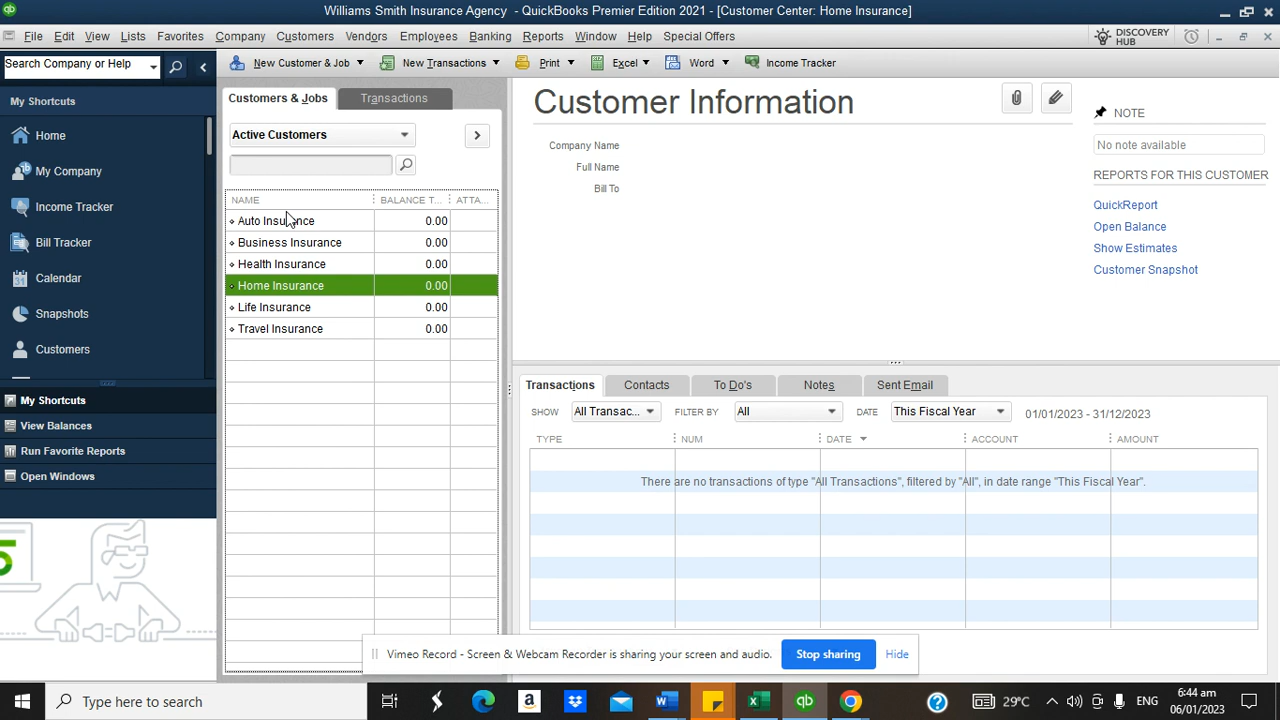 Williams Smith Insurance Agency - QuickBooks Premier Edition 2021 - [Customer Center: Home Insurance]
File Edit View Lists Favorites Company Customers Vendors Employees Banking Reports Window Help Special Offers
DISCOVERY HUB
Search Company or Help
New Customer & Job New Transactions Print Excel Word Income Tracker
My Shortcuts
Home
My Company
Income Tracker
Bill Tracker
Calendar
Snapshots
Customers
My Shortcuts
View Balances
Run Favorite Reports
Open Windows
Customers & Jobs Transactions
Active Customers
NAME BALANCE T... ATTA...
Auto Insurance 0.00
Business Insurance 0.00
Health Insurance 0.00
Home Insurance 0.00
Life Insurance 0.00
Travel Insurance 0.00
Customer Information
Company Name
Full Name
Bill To
NOTE
No note available
REPORTS FOR THIS CUSTOMER
QuickReport
Open Balance
Show Estimates
Customer Snapshot
Transactions Contacts To Do's Notes Sent Email
SHOW All Transac... FILTER BY All DATE This Fiscal Year 01/01/2023 - 31/12/2023
TYPE NUM DATE ACCOUNT AMOUNT
There are no transactions of type "All Transactions", filtered by "All", in date range "This Fiscal Year".
Vimeo Record - Screen & Webcam Recorder is sharing your screen and audio. Stop sharing Hide
Type here to search
29°C
ENG
6:44 am
06/01/2023